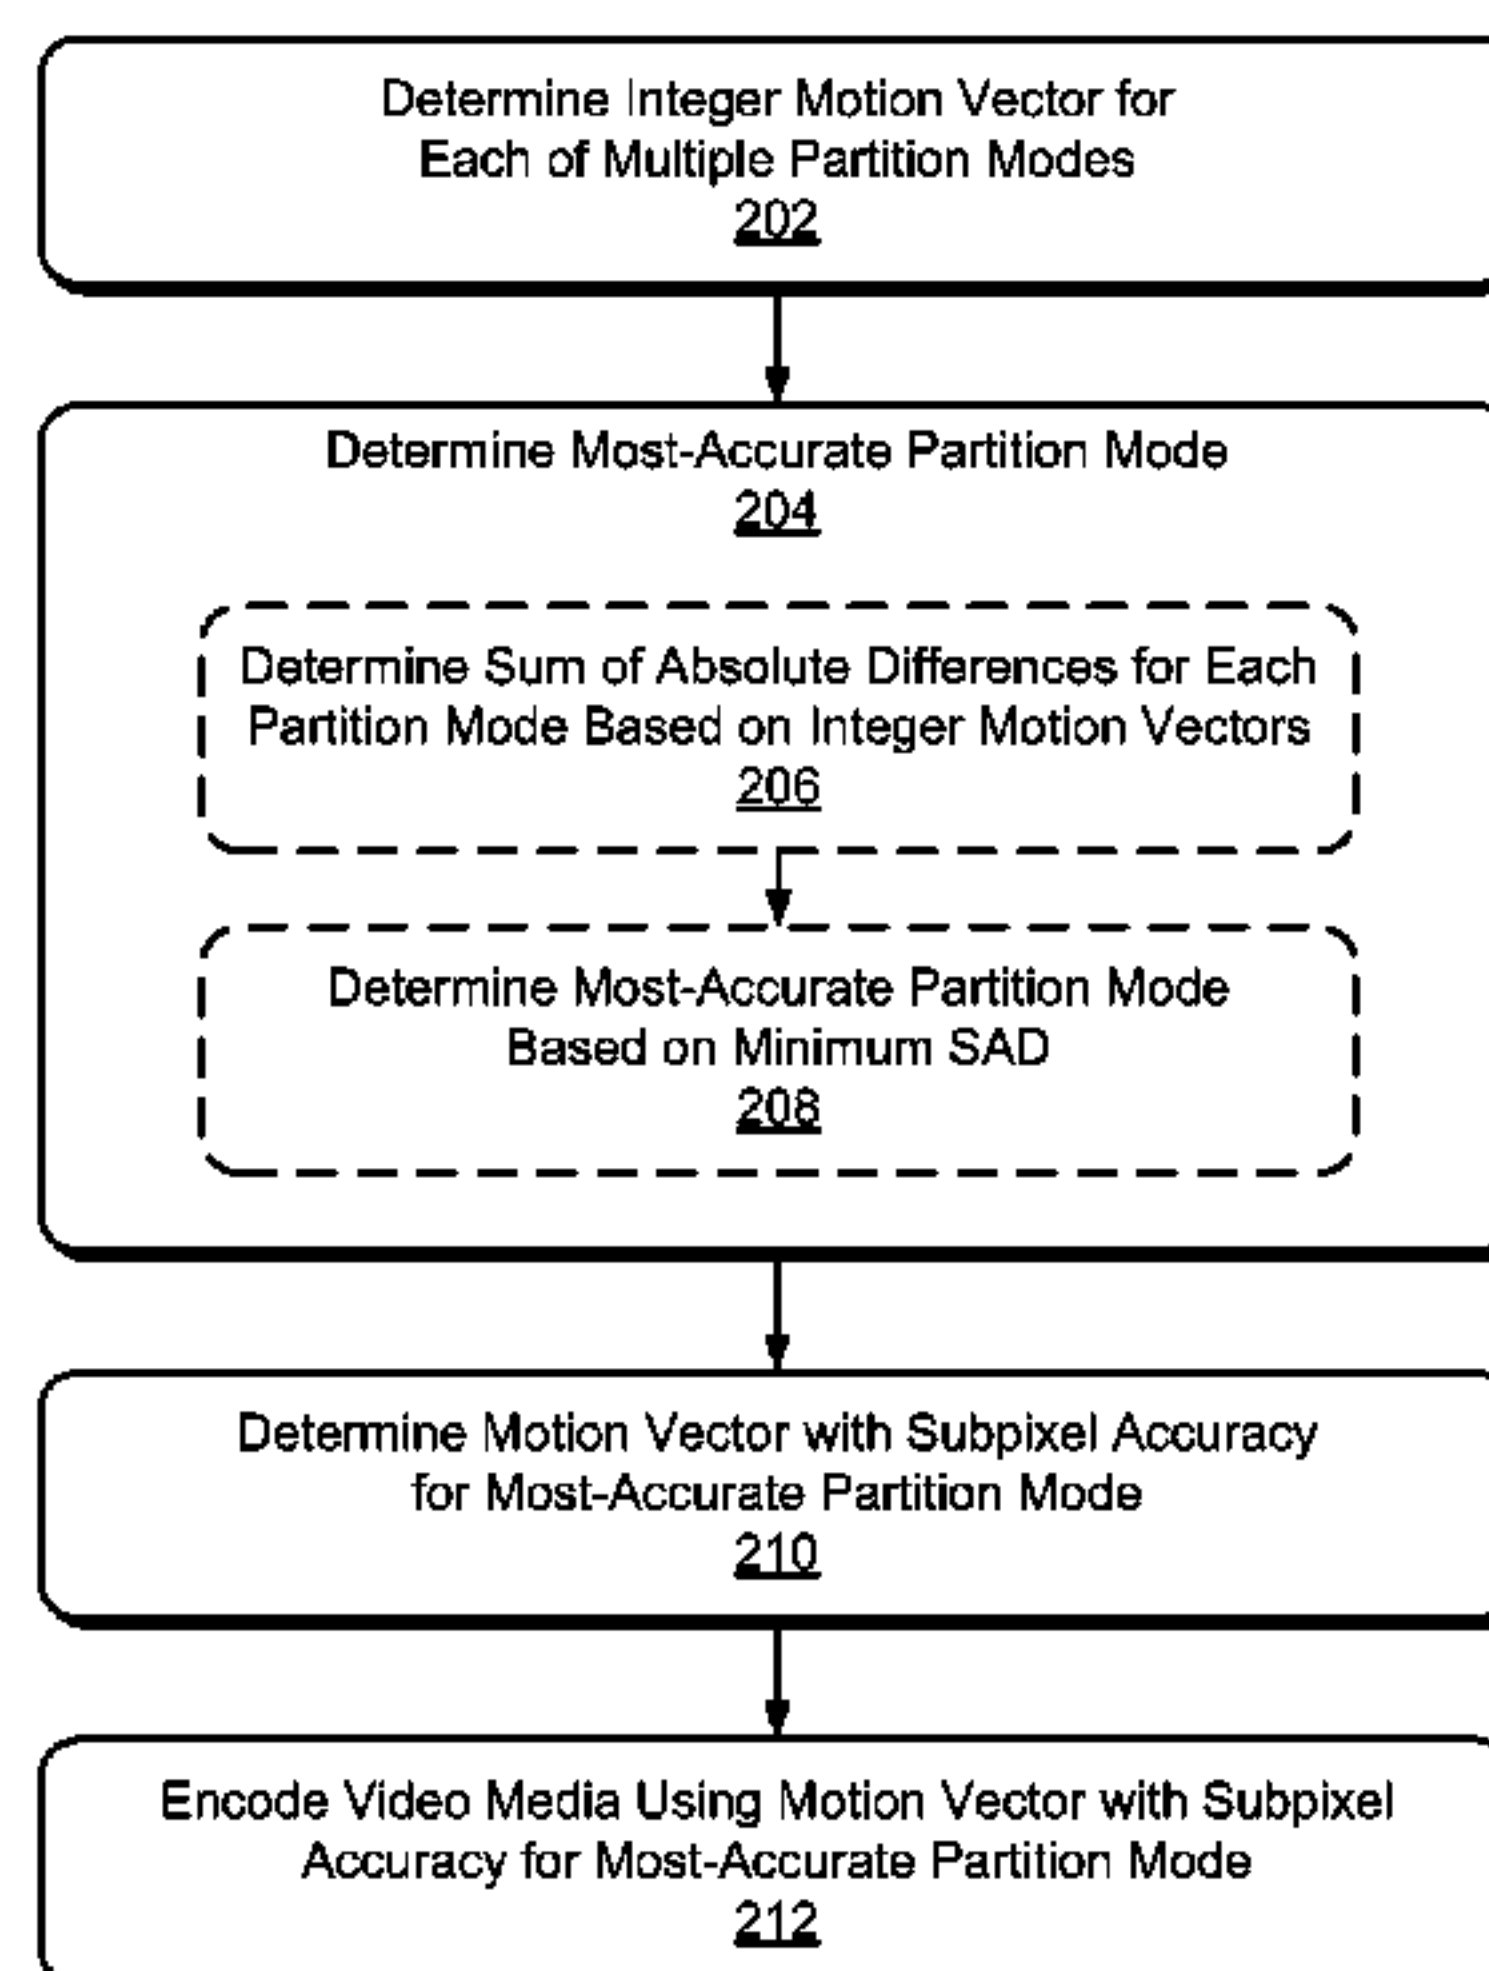 Determine Integer Motion Vector for
Each of Multiple Partition Modes
202
Determine Most-Accurate Partition Mode
204
Determine Sum of Absolute Differences for Each
Partition Mode Based on Integer Motion Vectors
206
Determine Most-Accurate Partition Mode
Based on Minimum SAD
208
Determine Motion Vector with Subpixel Accuracy
for Most-Accurate Partition Mode
210
Encode Video Media Using Motion Vector with Subpixel
Accuracy for Most-Accurate Partition Mode
212